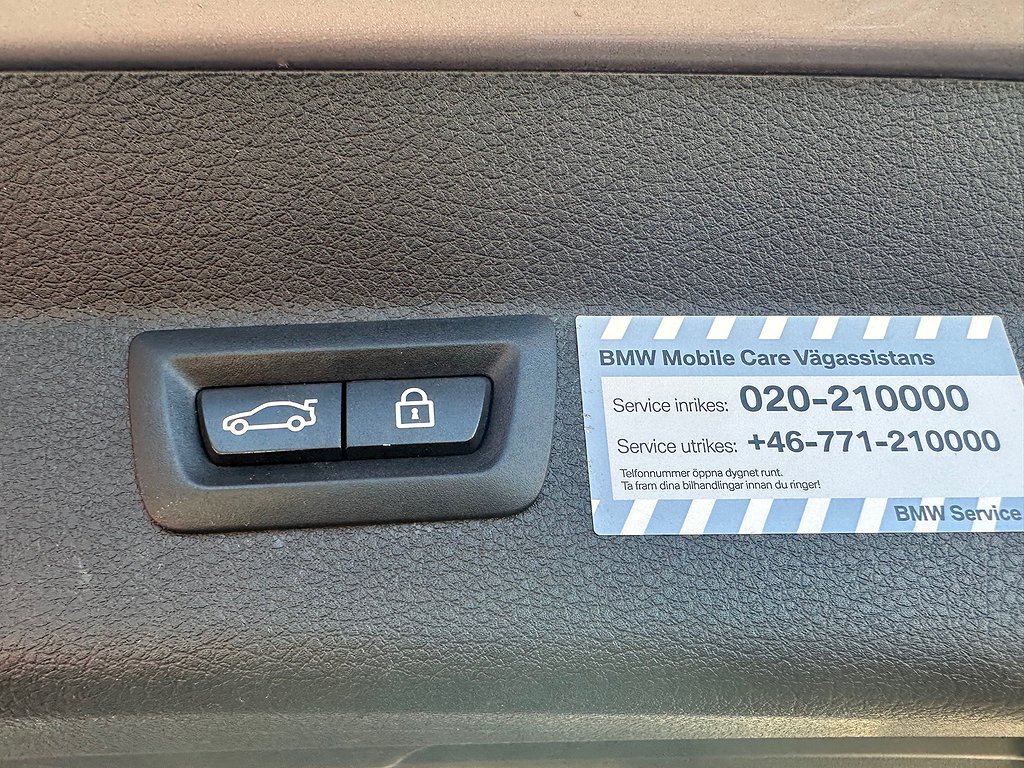 BMW Mobile Care Vägassistans
Service inrikes: 020-210000
Service utrikes: +46-771-210000
Telfonnummer öppna dygnet runt.
Ta fram dina bilhandlingar innan du ringer!
BMW Service